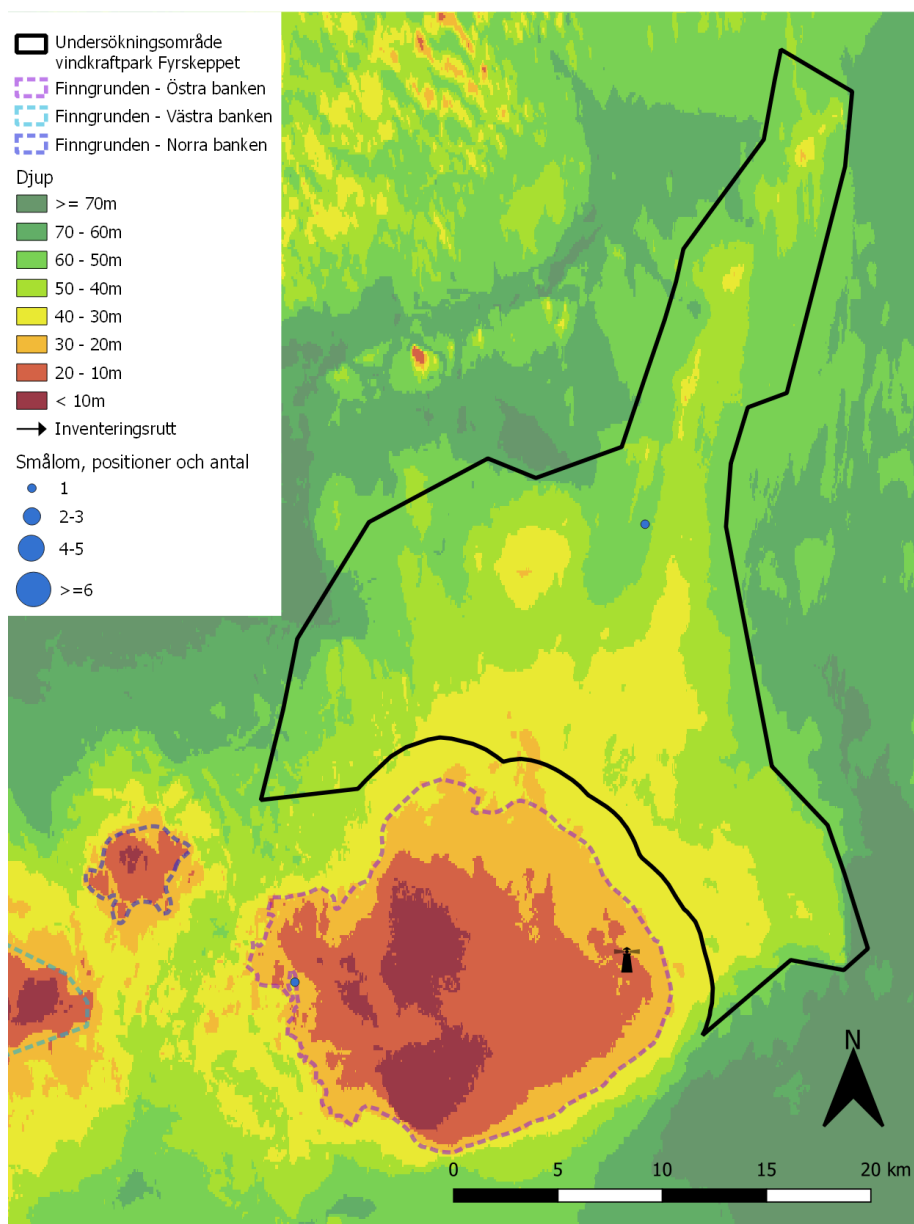 Undersökningsområde
vindkraftpark Fyrskeppet
Finngrunden - Östra banken
Finngrunden - Västra banken
Finngrunden - Norra banken
Djup
>= 70m
70 - 60m
60 - 50m
50 - 40m
40 - 30m
30 - 20m
20 - 10m
< 10m
Inventeringsrutt
Smålom, positioner och antal
1
2-3
4-5
>=6
N
0 5 10 15 20 km